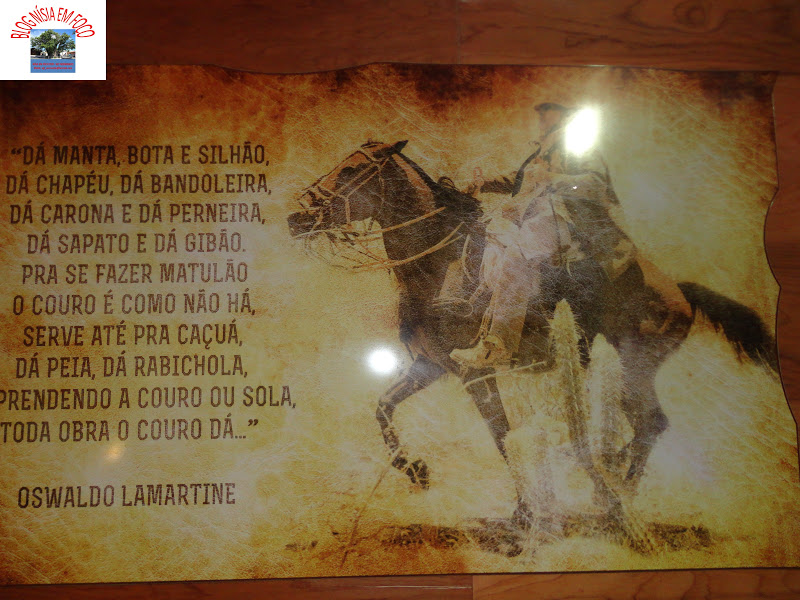 BLOG NÍSIA EM FOCO
“DÁ MANTA, BOTA E SILHÃO,
DÁ CHAPÉU, DÁ BANDOLEIRA,
DÁ CARONA E DÁ PERNEIRA,
DÁ SAPATO E DÁ GIBÃO.
PRA SE FAZER MATULÃO
O COURO É COMO NÃO HÁ,
SERVE ATÉ PRA CAÇUÁ,
DÁ PEIA, DÁ RABICHOLA,
PRENDENDO A COURO OU SOLA,
TODA OBRA O COURO DÁ...”
OSWALDO LAMARTINE